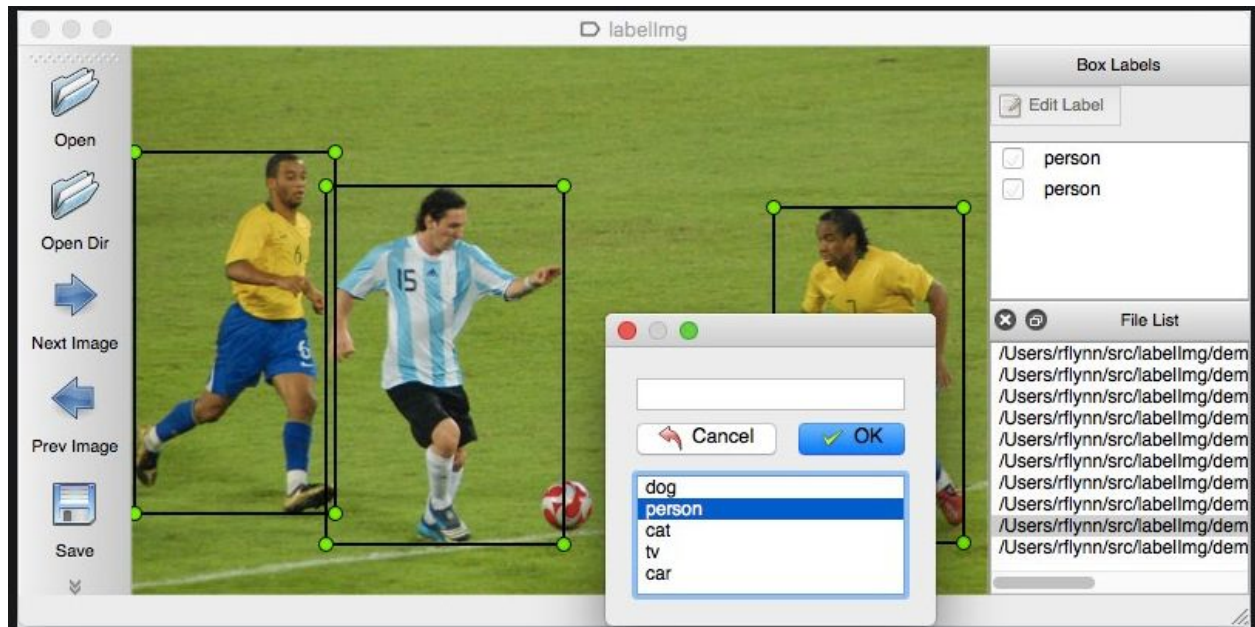 labelImg
Open
Open Dir
Next Image
Prev Image
Save
6
6
15
7
Cancel
OK
dog
person
cat
tv
car
Box Labels
Edit Label
person
person
File List
/Users/rflynn/src/labelImg/dem
/Users/rflynn/src/labelImg/dem
/Users/rflynn/src/labelImg/dem
/Users/rflynn/src/labelImg/dem
/Users/rflynn/src/labelImg/dem
/Users/rflynn/src/labelImg/dem
/Users/rflynn/src/labelImg/dem
/Users/rflynn/src/labelImg/dem
/Users/rflynn/src/labelImg/dem
/Users/rflynn/src/labelImg/dem